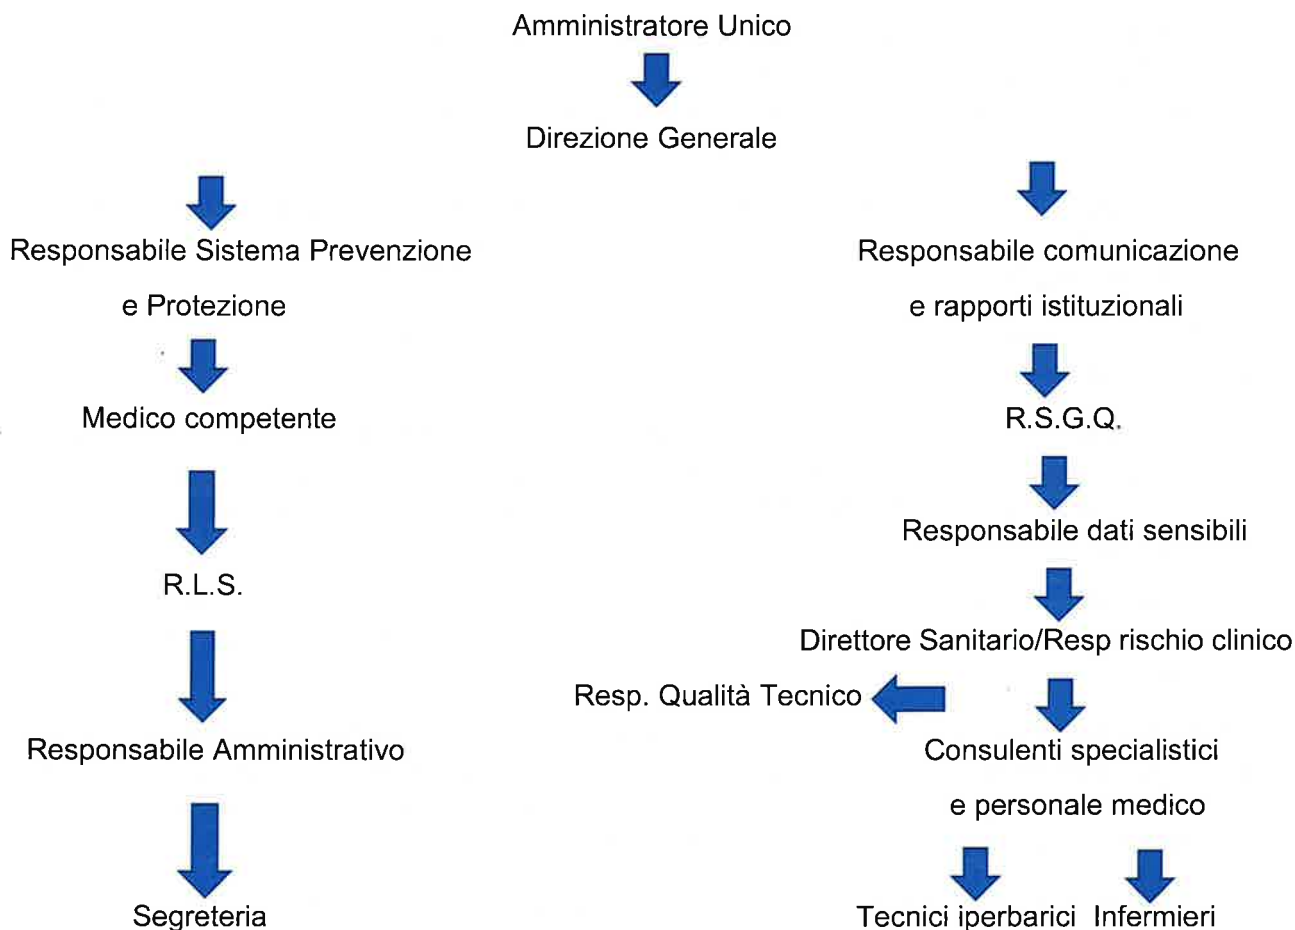 Amministratore Unico
Direzione Generale
Responsabile Sistema Prevenzione
e Protezione
Medico competente
R.L.S.
Responsabile Amministrativo
Segreteria
Responsabile comunicazione
e rapporti istituzionali
R.S.G.Q.
Responsabile dati sensibili
Direttore Sanitario/Resp rischio clinico
Resp. Qualità Tecnico
Consulenti specialistici
e personale medico
Tecnici iperbarici Infermieri